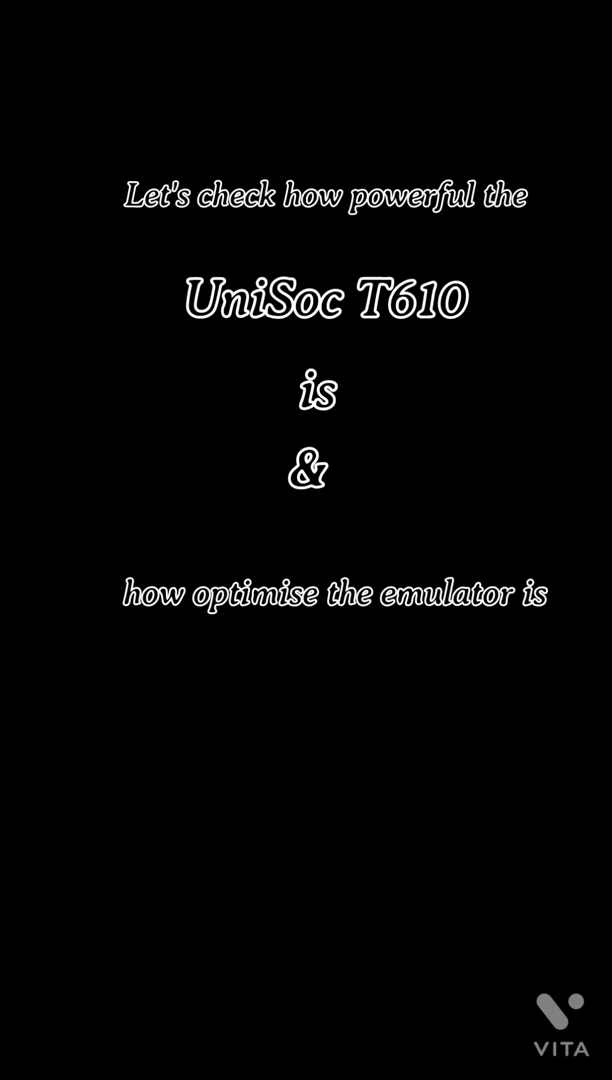 Let's check how powerful the
UniSoc T610
is
&
how optimise the emulator is
VITA